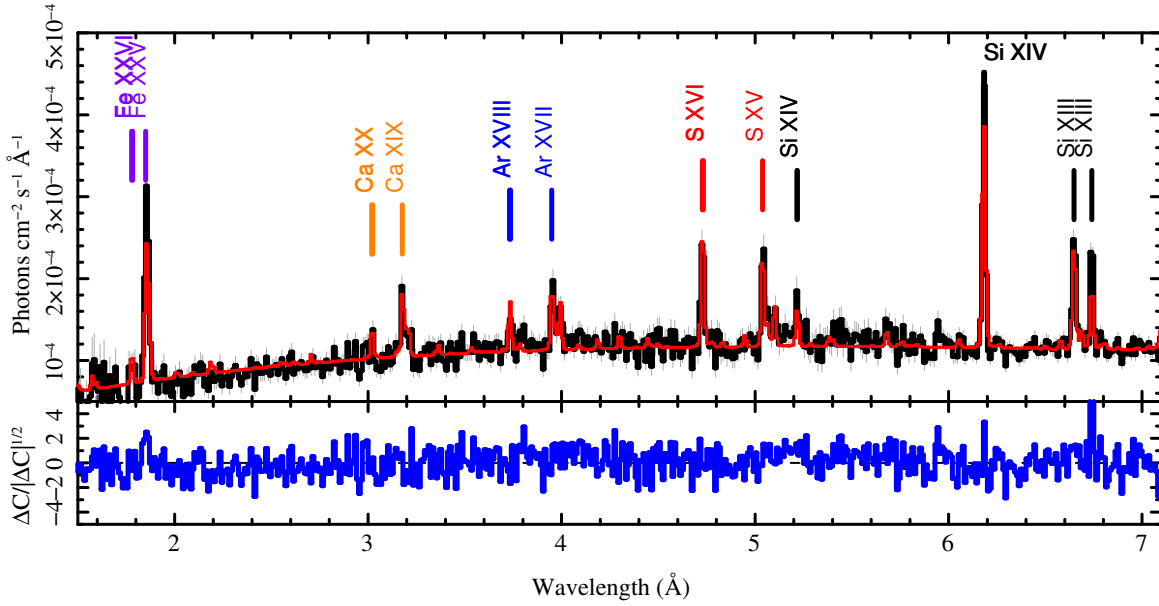 Photons cm⁻² s⁻¹ Å⁻¹
5×10⁻⁴
4×10⁻⁴
3×10⁻⁴
2×10⁻⁴
10⁻⁴
Fe XXVI
Fe XXV
Ca XX
Ca XIX
Ar XVIII
Ar XVII
S XVI
S XV
Si XIV
Si XIV
Si XIII
Si XIII
ΔC/|ΔC|¹ᐟ²
4
2
0
−2
−4
2 3 4 5 6 7
Wavelength (Å)